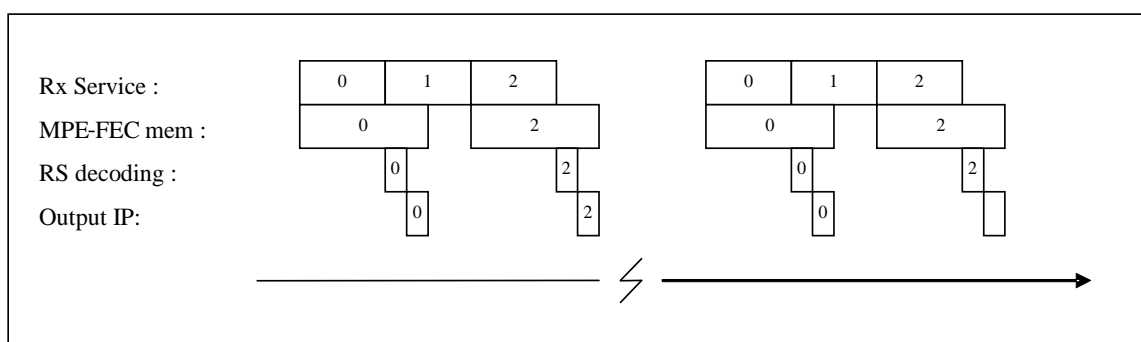 Rx Service : 0 1 2 0 1 2
MPE-FEC mem : 0 2 0 2
RS decoding : 0 2 0 2
Output IP: 0 2 0